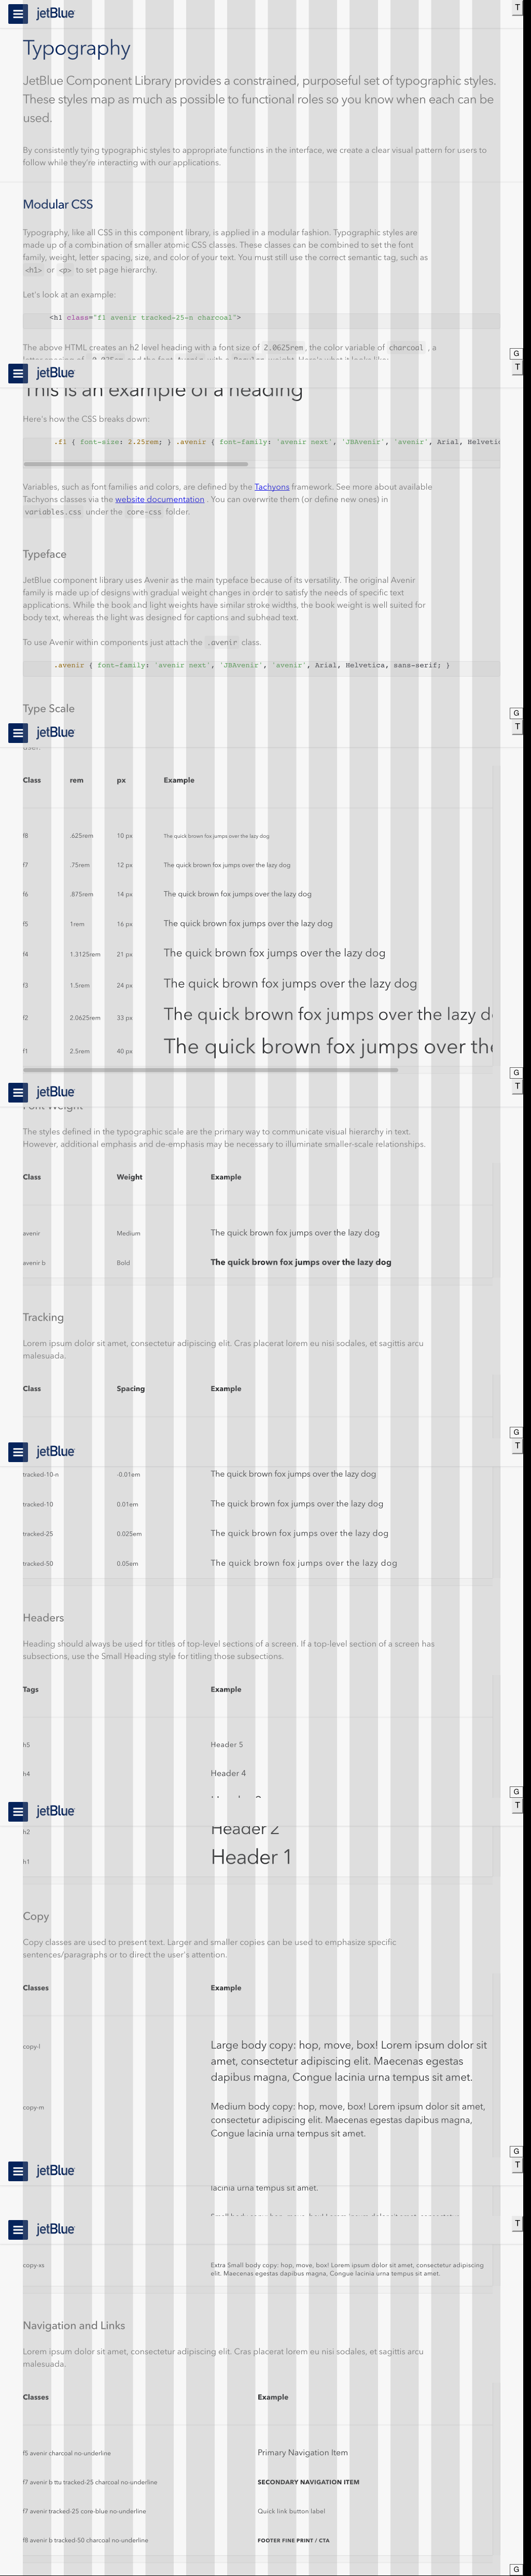 T
jetBlue
Typography
JetBlue Component Library provides a constrained, purposeful set of typographic styles.
These styles map as much as possible to functional roles so you know when each can be
used.
By consistently tying typographic styles to appropriate functions in the interface, we create a clear visual pattern for users to
follow while they're interacting with our applications.
Modular CSS
Typography, like all CSS in this component library, is applied in a modular fashion. Typographic styles are
made up of a combination of smaller atomic CSS classes. These classes can be combined to set the font
family, weight, letter spacing, size, and color of your text. You must still use the correct semantic tag, such as
<h1> or <p> to set page hierarchy.
Let's look at an example:
<h1 class="f1 avenir tracked-25-n charcoal">
The above HTML creates an h2 level heading with a font size of 2.0625rem, the color variable of charcoal , a
G
T
jetBlue
This is an example of a heading
Here's how the CSS breaks down:
.f1 { font-size: 2.25rem; } .avenir { font-family: 'avenir next', 'JBAvenir', 'avenir', Arial, Helvetic
Variables, such as font families and colors, are defined by the Tachyons framework. See more about available
Tachyons classes via the website documentation . You can overwrite them (or define new ones) in
variables.css under the core-css folder.
Typeface
JetBlue component library uses Avenir as the main typeface because of its versatility. The original Avenir
family is made up of designs with gradual weight changes in order to satisfy the needs of specific text
applications. While the book and light weights have similar stroke widths, the book weight is well suited for
body text, whereas the light was designed for captions and subhead text.
To use Avenir within components just attach the .avenir class.
.avenir { font-family: 'avenir next', 'JBAvenir', 'avenir', Arial, Helvetica, sans-serif; }
Type Scale
G
T
jetBlue
user.
Class rem px Example
f8 .625rem 10 px The quick brown fox jumps over the lazy dog
f7 .75rem 12 px The quick brown fox jumps over the lazy dog
f6 .875rem 14 px The quick brown fox jumps over the lazy dog
f5 1rem 16 px The quick brown fox jumps over the lazy dog
f4 1.3125rem 21 px The quick brown fox jumps over the lazy dog
f3 1.5rem 24 px The quick brown fox jumps over the lazy dog
f2 2.0625rem 33 px The quick brown fox jumps over the lazy d
f1 2.5rem 40 px The quick brown fox jumps over the
G
T
jetBlue
Font Weight
The styles defined in the typographic scale are the primary way to communicate visual hierarchy in text.
However, additional emphasis and de-emphasis may be necessary to illuminate smaller-scale relationships.
Class Weight Example
avenir Medium The quick brown fox jumps over the lazy dog
avenir b Bold The quick brown fox jumps over the lazy dog
Tracking
Lorem ipsum dolor sit amet, consectetur adipiscing elit. Cras placerat lorem eu nisi sodales, et sagittis arcu
malesuada.
Class Spacing Example
G
T
jetBlue
tracked-10-n -0.01em The quick brown fox jumps over the lazy dog
tracked-10 0.01em The quick brown fox jumps over the lazy dog
tracked-25 0.025em The quick brown fox jumps over the lazy dog
tracked-50 0.05em The quick brown fox jumps over the lazy dog
Headers
Heading should always be used for titles of top-level sections of a screen. If a top-level section of a screen has
subsections, use the Small Heading style for titling those subsections.
Tags Example
h5 Header 5
h4 Header 4
G
T
jetBlue
h2 Header 2
h1 Header 1
Copy
Copy classes are used to present text. Larger and smaller copies can be used to emphasize specific
sentences/paragraphs or to direct the user's attention.
Classes Example
copy-l Large body copy: hop, move, box! Lorem ipsum dolor sit
amet, consectetur adipiscing elit. Maecenas egestas
dapibus magna, Congue lacinia urna tempus sit amet.
copy-m Medium body copy: hop, move, box! Lorem ipsum dolor sit amet,
consectetur adipiscing elit. Maecenas egestas dapibus magna,
Congue lacinia urna tempus sit amet.
G
T
jetBlue
lacinia urna tempus sit amet.
T
jetBlue
copy-xs Extra Small body copy: hop, move, box! Lorem ipsum dolor sit amet, consectetur adipiscing
elit. Maecenas egestas dapibus magna, Congue lacinia urna tempus sit amet.
Navigation and Links
Lorem ipsum dolor sit amet, consectetur adipiscing elit. Cras placerat lorem eu nisi sodales, et sagittis arcu
malesuada.
Classes Example
f5 avenir charcoal no-underline Primary Navigation Item
f7 avenir b ttu tracked-25 charcoal no-underline SECONDARY NAVIGATION ITEM
f7 avenir tracked-25 core-blue no-underline Quick link button label
f8 avenir b tracked-50 charcoal no-underline FOOTER FINE PRINT / CTA
G